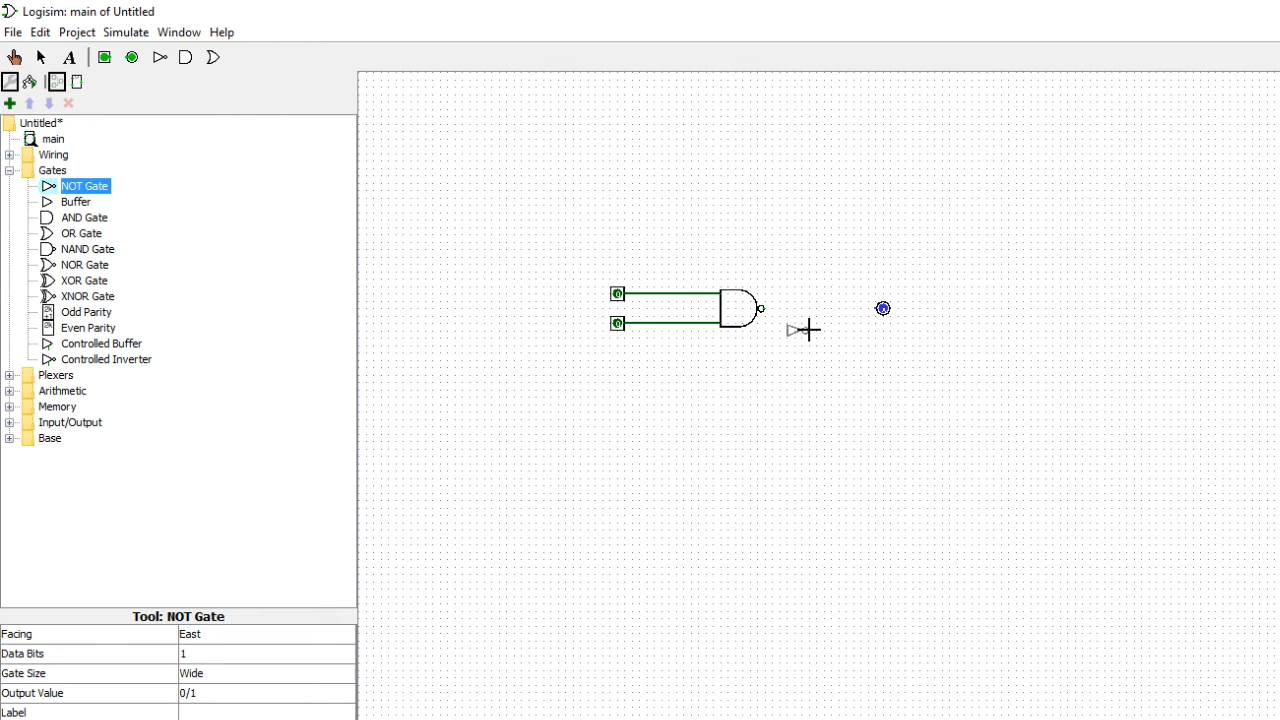 Logisim: main of Untitled
File Edit Project Simulate Window Help
A
Untitled*
main
Wiring
Gates
NOT Gate
Buffer
AND Gate
OR Gate
NAND Gate
NOR Gate
XOR Gate
XNOR Gate
Odd Parity
Even Parity
Controlled Buffer
Controlled Inverter
Plexers
Arithmetic
Memory
Input/Output
Base
Tool: NOT Gate
Facing East
Data Bits 1
Gate Size Wide
Output Value 0/1
Label